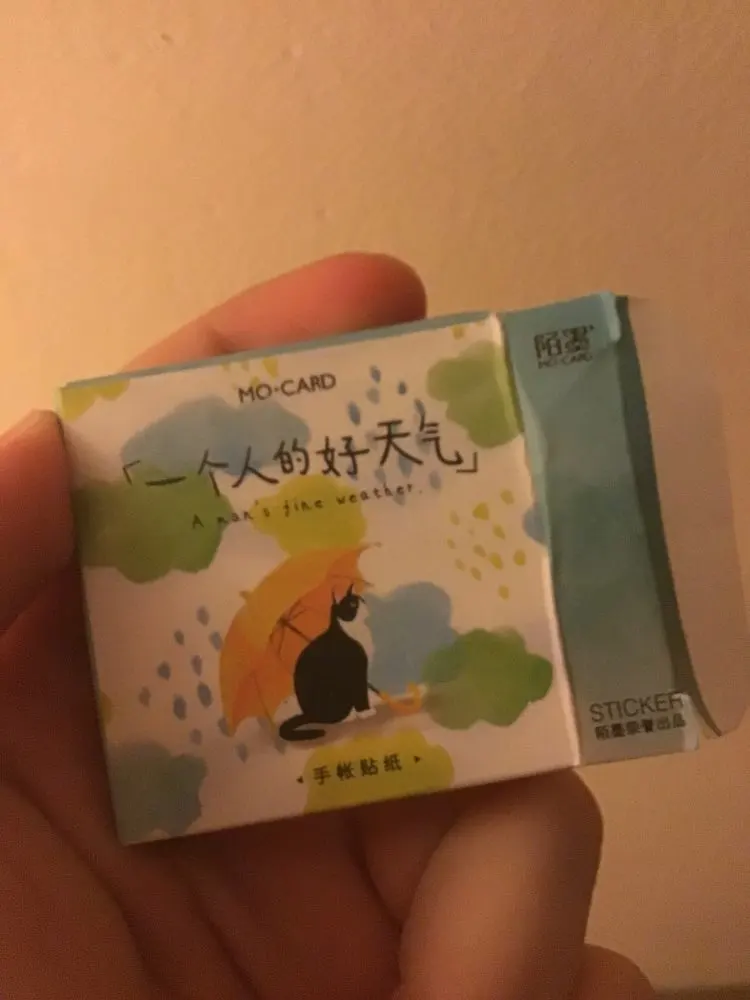 MO·CARD
「一个人的好天气」
A man's fine weather.
手帐贴纸
陌墨
MO·CARD
STICKER
陌墨荣誉出品